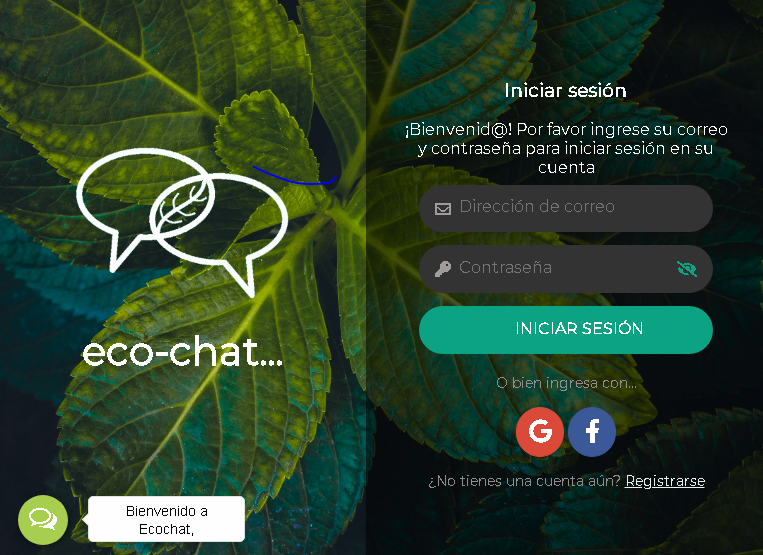 Iniciar sesión
¡Bienvenid@! Por favor ingrese su correo
y contraseña para iniciar sesión en su
cuenta
Dirección de correo
Contraseña
INICIAR SESIÓN
eco-chat...
O bien ingresa con...
G f
¿No tienes una cuenta aún? Registrarse
Bienvenido a
Ecochat,